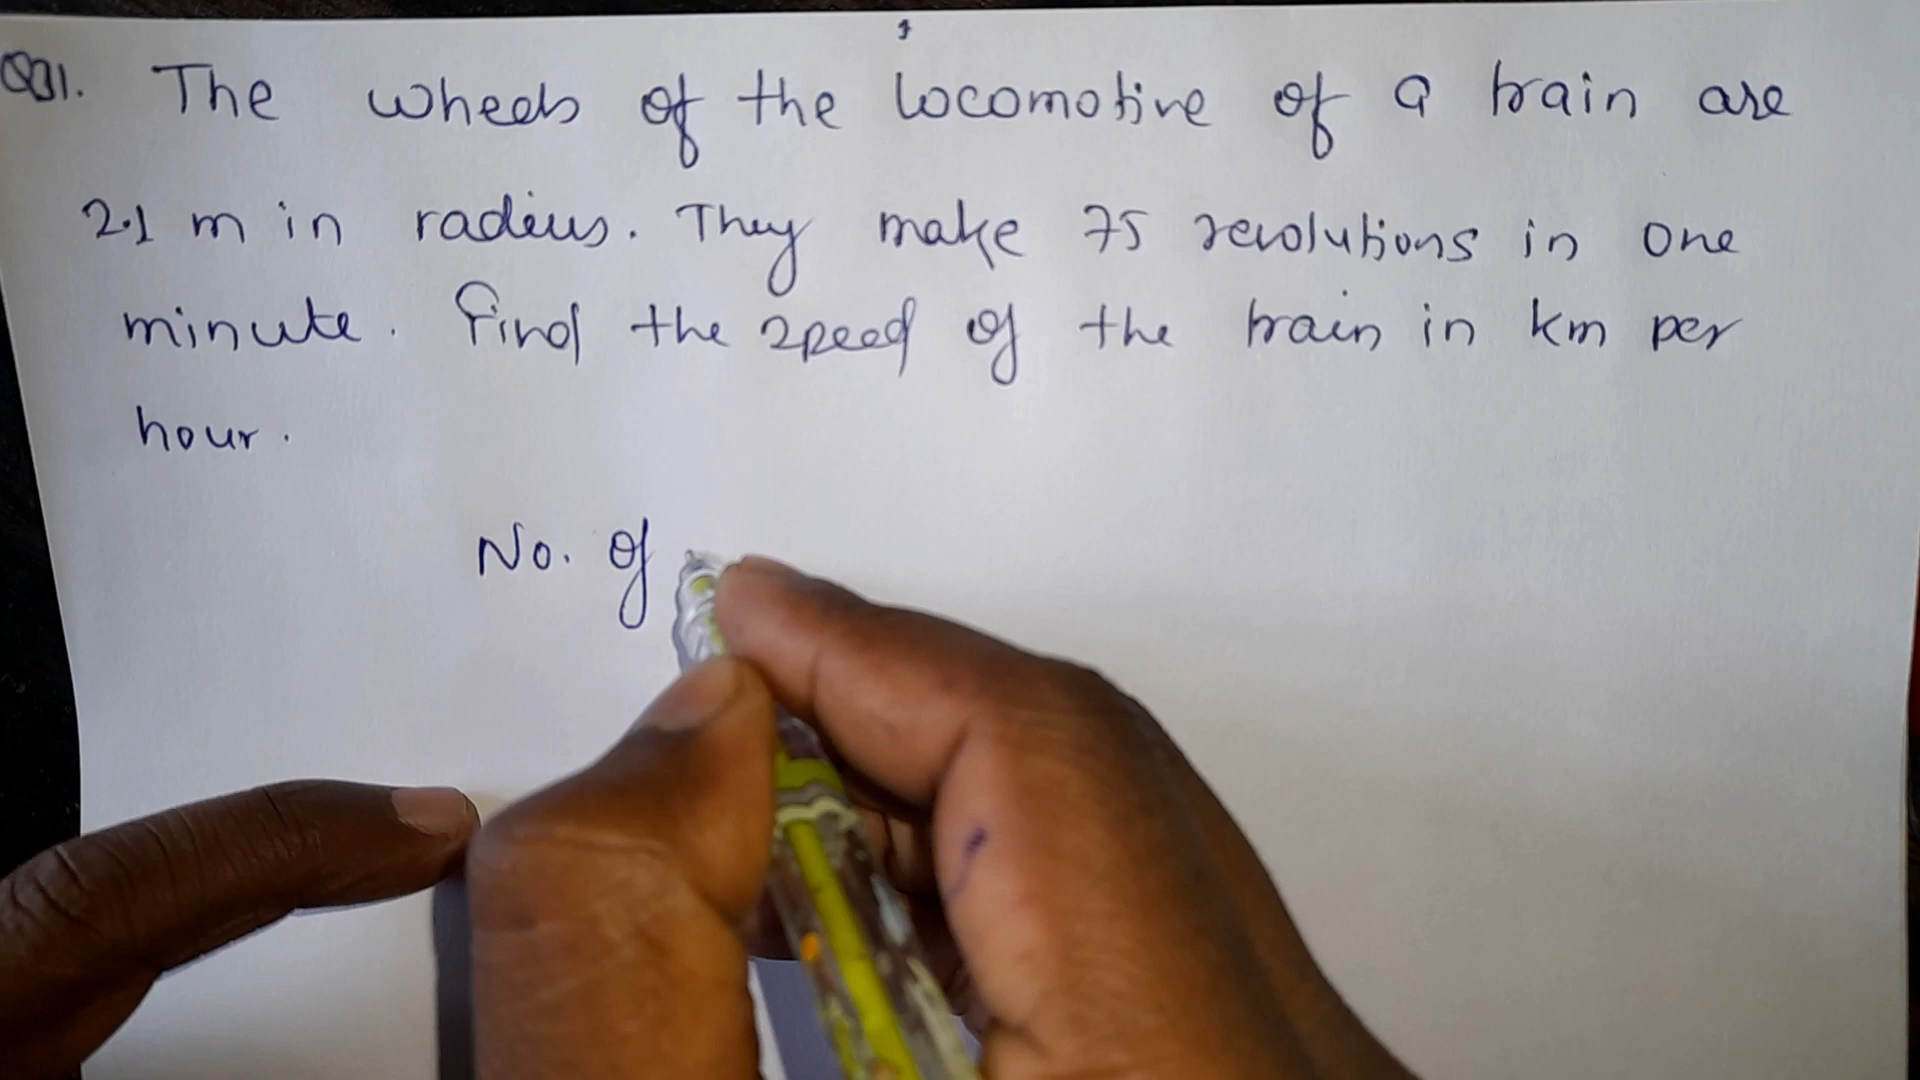 Q31. The wheels of the locomotive of a train are
2.1 m in radius. They make 75 revolutions in one
minute. Find the speed of the train in km per
hour.
No. of